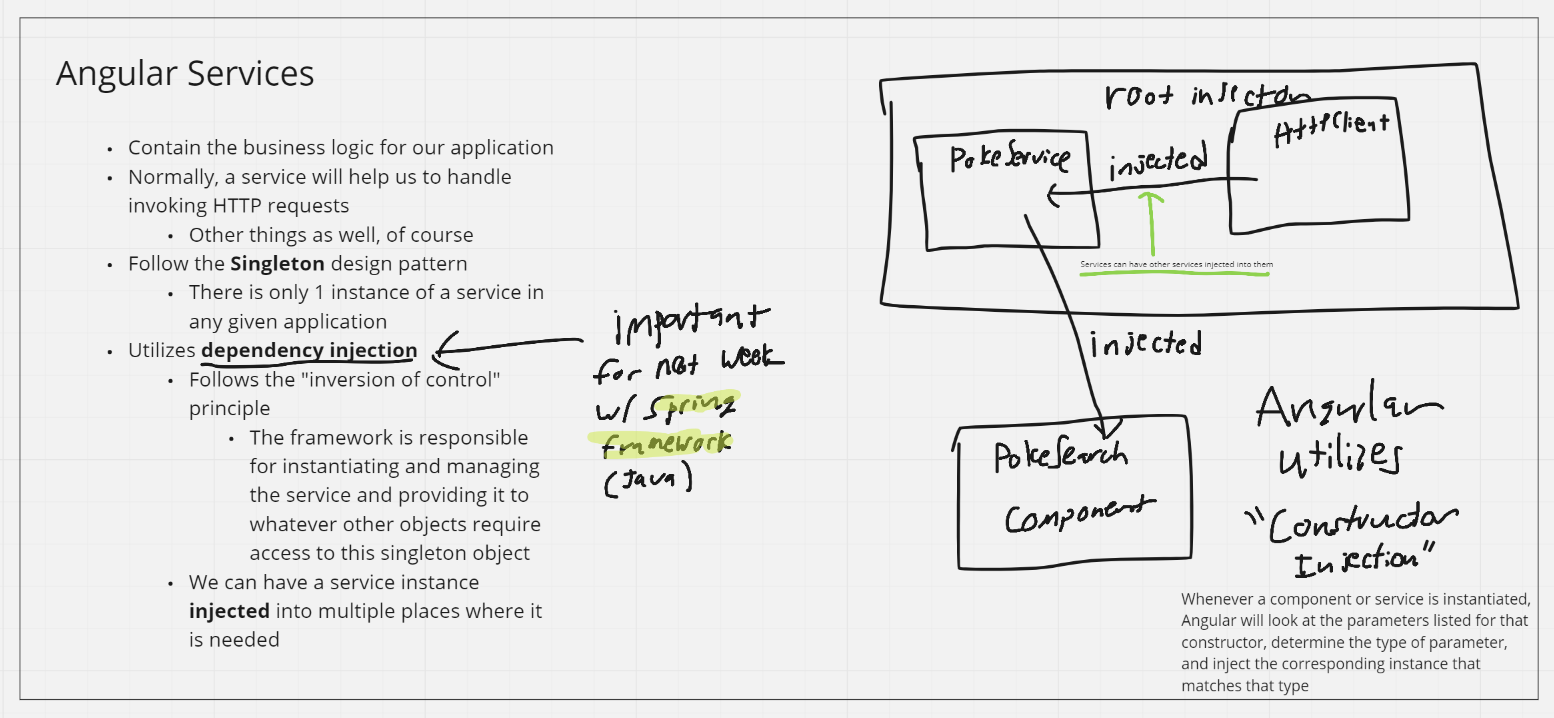 Angular Services
• Contain the business logic for our application
• Normally, a service will help us to handle
invoking HTTP requests
• Other things as well, of course
• Follow the Singleton design pattern
• There is only 1 instance of a service in
any given application
• Utilizes dependency injection
• Follows the "inversion of control"
principle
• The framework is responsible
for instantiating and managing
the service and providing it to
whatever other objects require
access to this singleton object
• We can have a service instance
injected into multiple places where it
is needed
important
for next week
w/ Spring
framework
(Java)
root injector
PokeService
injected
HttpClient
Services can have other services injected into them
injected
PokeSearch
Component
Angular
utilizes
"Constructor
Injection"
Whenever a component or service is instantiated,
Angular will look at the parameters listed for that
constructor, determine the type of parameter,
and inject the corresponding instance that
matches that type